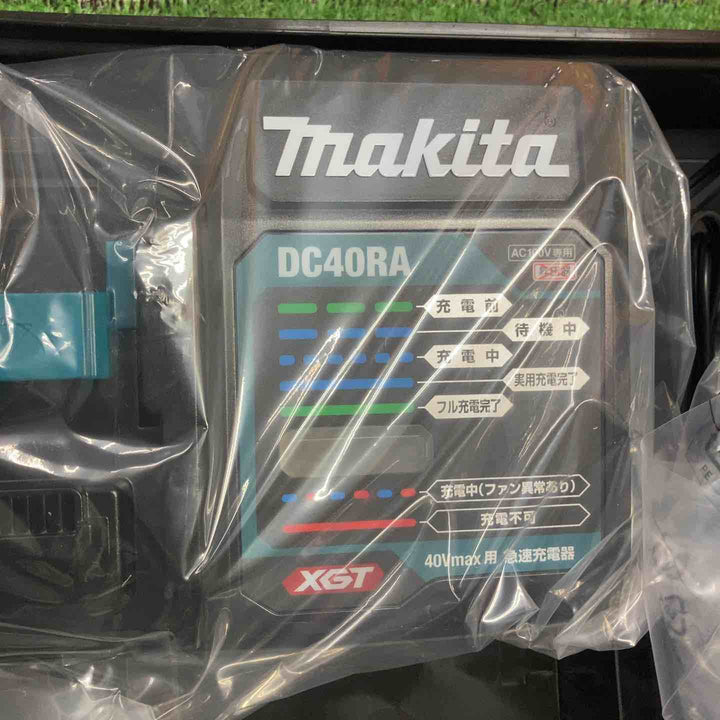 makita
DC40RA
AC100V専用
充電前
待機中
充電中
実用充電完了
フル充電完了
充電中(ファン異常あり)
充電不可
XGT
40Vmax用 急速充電器